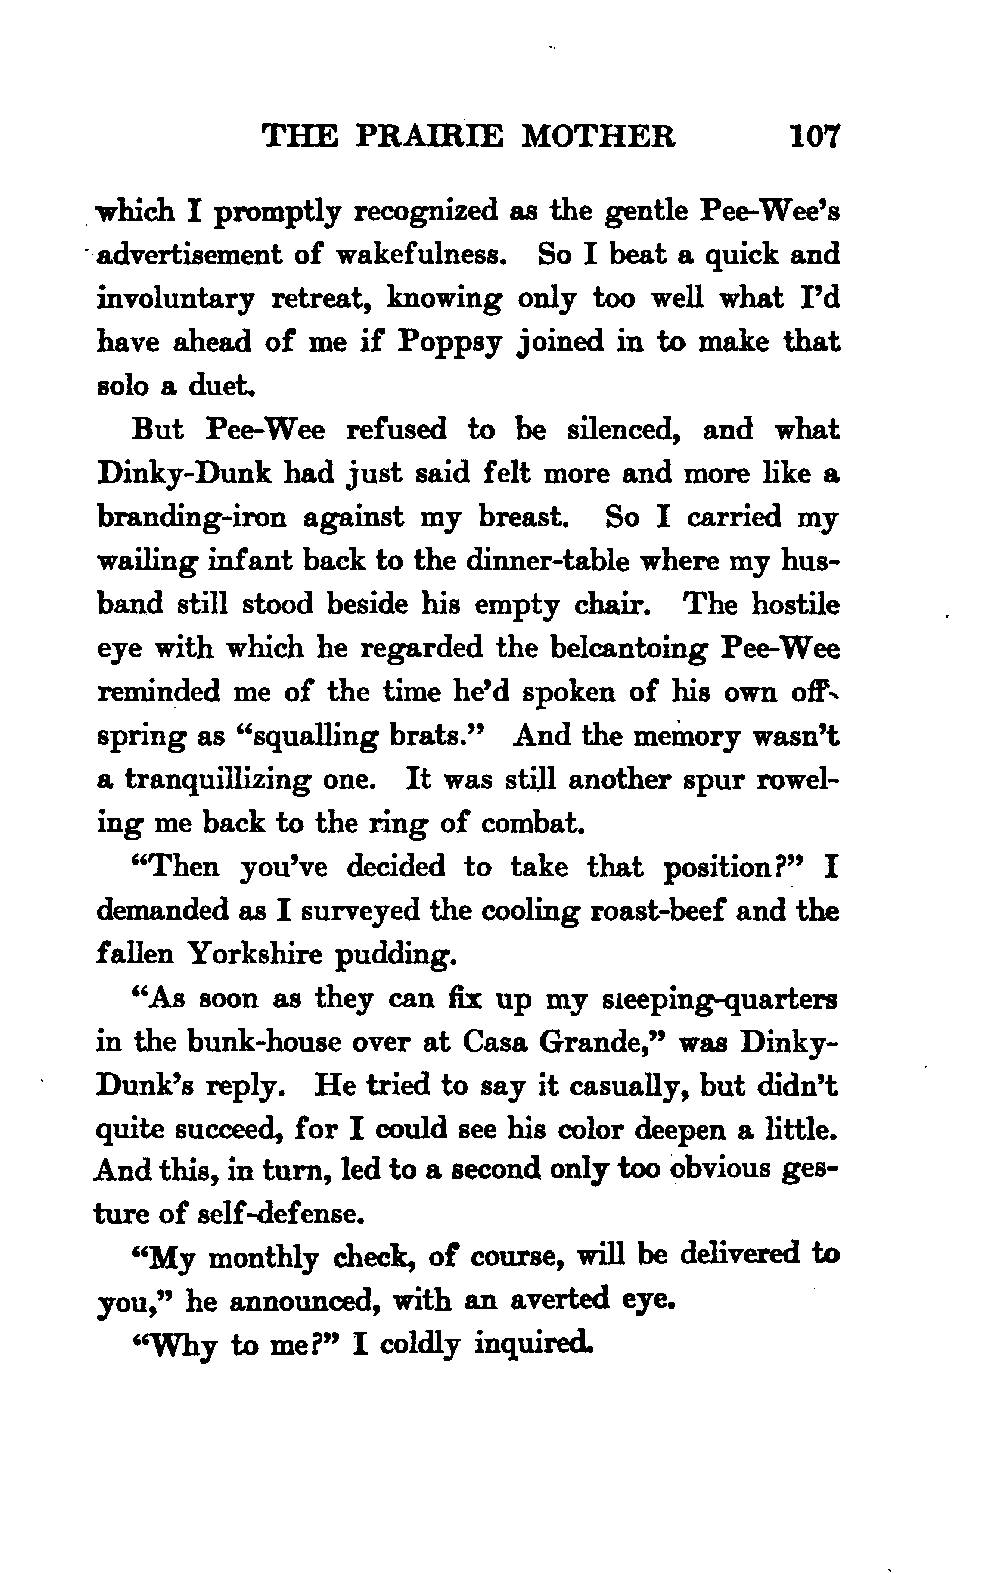 THE PRAIRIE MOTHER 107
which I promptly recognized as the gentle Pee-Wee's
advertisement of wakefulness. So I beat a quick and
involuntary retreat, knowing only too well what I'd
have ahead of me if Poppsy joined in to make that
solo a duet.
But Pee-Wee refused to be silenced, and what
Dinky-Dunk had just said felt more and more like a
branding-iron against my breast. So I carried my
wailing infant back to the dinner-table where my hus-
band still stood beside his empty chair. The hostile
eye with which he regarded the belcantoing Pee-Wee
reminded me of the time he'd spoken of his own off-
spring as "squalling brats." And the memory wasn't
a tranquillizing one. It was still another spur rowel-
ing me back to the ring of combat.
"Then you've decided to take that position?" I
demanded as I surveyed the cooling roast-beef and the
fallen Yorkshire pudding.
"As soon as they can fix up my sleeping-quarters
in the bunk-house over at Casa Grande," was Dinky-
Dunk's reply. He tried to say it casually, but didn't
quite succeed, for I could see his color deepen a little.
And this, in turn, led to a second only too obvious ges-
ture of self-defense.
"My monthly check, of course, will be delivered to
you," he announced, with an averted eye.
"Why to me?" I coldly inquired.